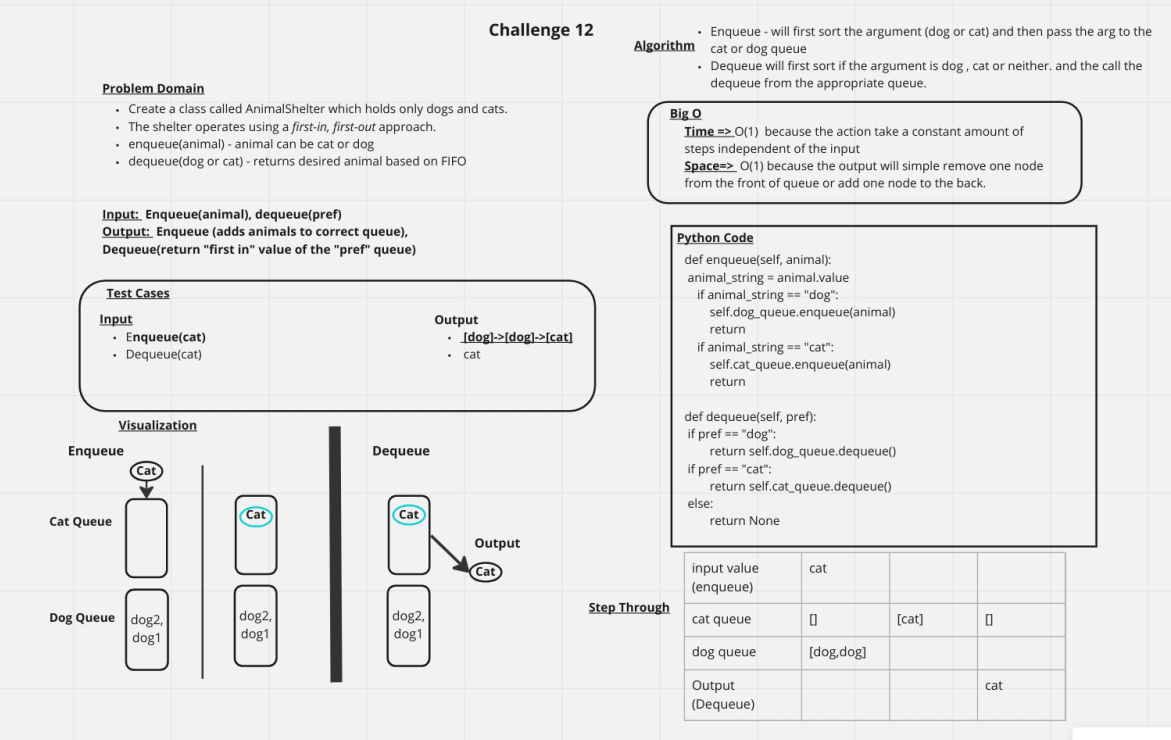 Challenge 12
Problem Domain
• Create a class called AnimalShelter which holds only dogs and cats.
• The shelter operates using a first-in, first-out approach.
• enqueue(animal) - animal can be cat or dog
• dequeue(dog or cat) - returns desired animal based on FIFO
Input: Enqueue(animal), dequeue(pref)
Output: Enqueue (adds animals to correct queue),
Dequeue(return "first in" value of the "pref" queue)
Test Cases
Input
• Enqueue(cat)
• Dequeue(cat)
Output
• [dog]->[dog]->[cat]
• cat
Visualization
Enqueue
Cat
Cat Queue
Dog Queue
dog2,
dog1
Cat
dog2,
dog1
Dequeue
Cat
Output
Cat
dog2,
dog1
Algorithm
• Enqueue - will first sort the argument (dog or cat) and then pass the arg to the
cat or dog queue
• Dequeue will first sort if the argument is dog , cat or neither. and the call the
dequeue from the appropriate queue.
Big O
Time => O(1) because the action take a constant amount of
steps independent of the input
Space=> O(1) because the output will simple remove one node
from the front of queue or add one node to the back.
Python Code
def enqueue(self, animal):
animal_string = animal.value
if animal_string == "dog":
self.dog_queue.enqueue(animal)
return
if animal_string == "cat":
self.cat_queue.enqueue(animal)
return
def dequeue(self, pref):
if pref == "dog":
return self.dog_queue.dequeue()
if pref == "cat":
return self.cat_queue.dequeue()
else:
return None
Step Through
input value
(enqueue)
cat
cat queue
[]
[cat]
[]
dog queue
[dog,dog]
Output
(Dequeue)
cat